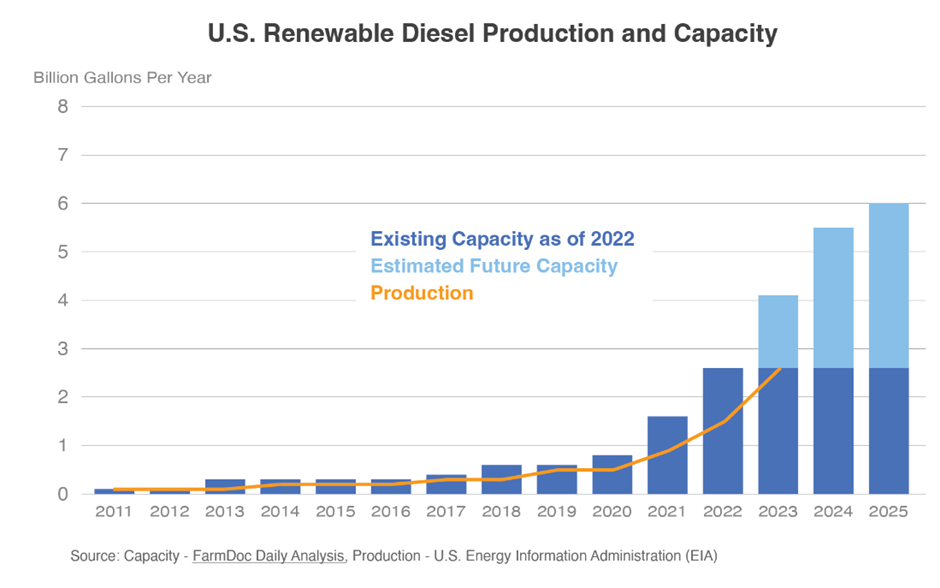 U.S. Renewable Diesel Production and Capacity
Billion Gallons Per Year
8
7
6
5
4
3
2
1
0
Existing Capacity as of 2022
Estimated Future Capacity
Production
2011 2012 2013 2014 2015 2016 2017 2018 2019 2020 2021 2022 2023 2024 2025
Source: Capacity - FarmDoc Daily Analysis, Production - U.S. Energy Information Administration (EIA)